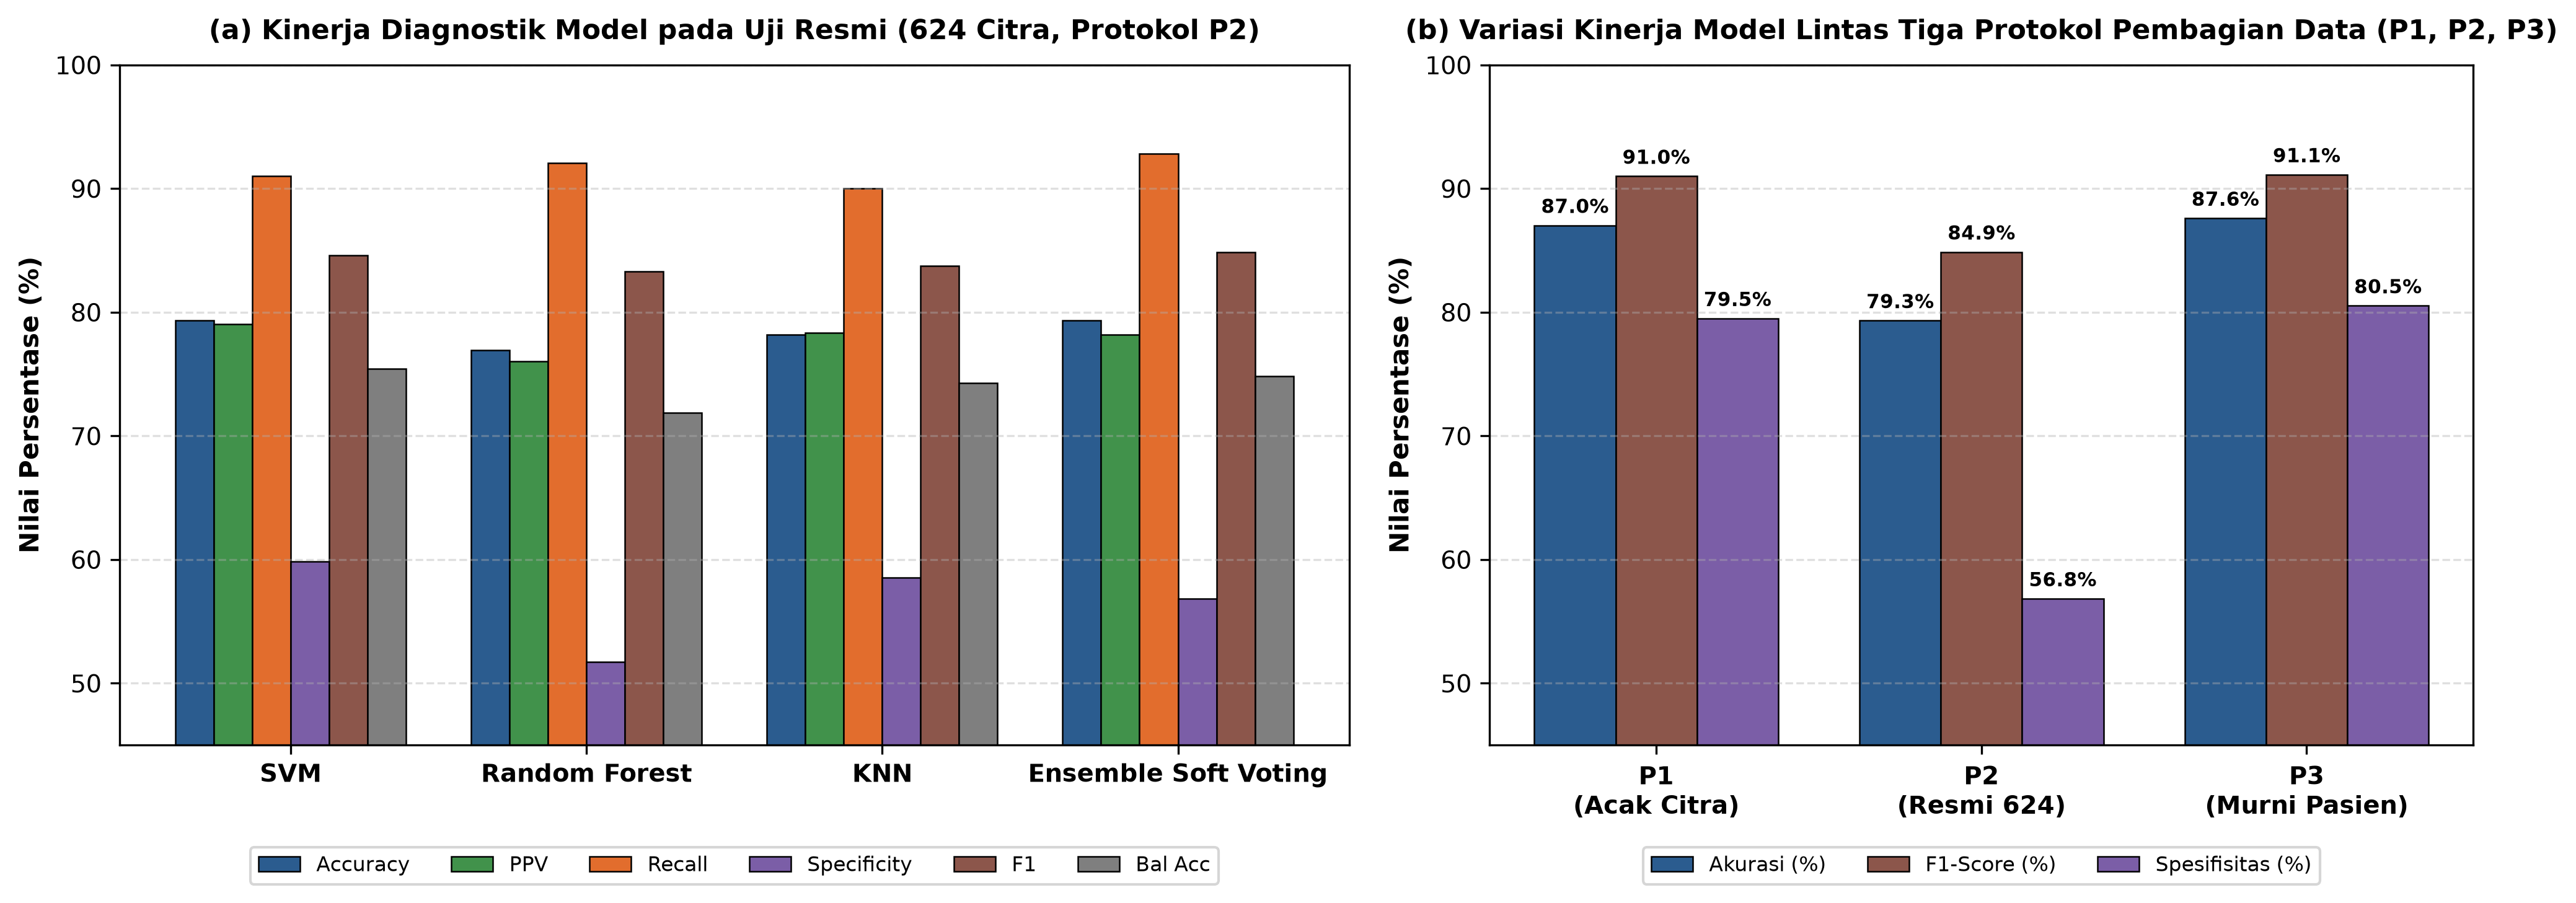 (a) Kinerja Diagnostik Model pada Uji Resmi (624 Citra, Protokol P2)
Nilai Persentase (%)
100
90
80
70
60
50
SVM
Random Forest
KNN
Ensemble Soft Voting
Accuracy
PPV
Recall
Specificity
F1
Bal Acc
(b) Variasi Kinerja Model Lintas Tiga Protokol Pembagian Data (P1, P2, P3)
Nilai Persentase (%)
100
90
80
70
60
50
87.0%
91.0%
79.5%
79.3%
84.9%
56.8%
87.6%
91.1%
80.5%
P1
(Acak Citra)
P2
(Resmi 624)
P3
(Murni Pasien)
Akurasi (%)
F1-Score (%)
Spesifisitas (%)